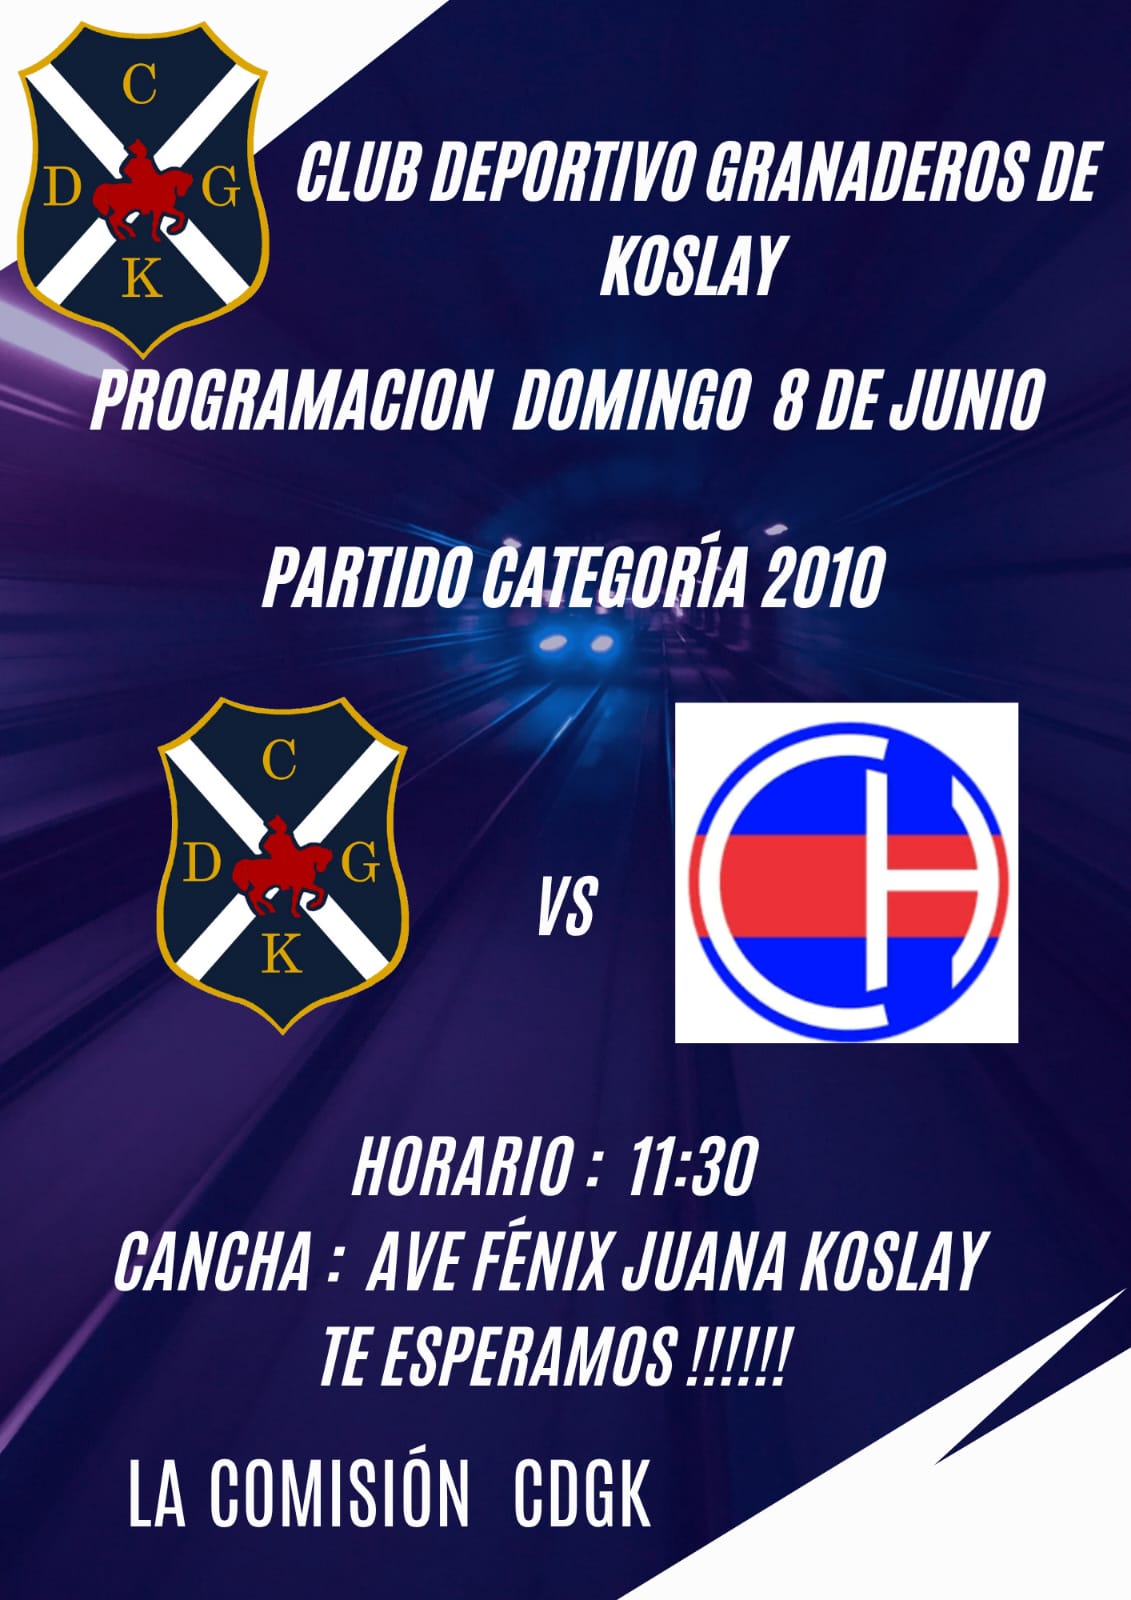 C
D G
K
CLUB DEPORTIVO GRANADEROS DE
KOSLAY
PROGRAMACION DOMINGO 8 DE JUNIO
PARTIDO CATEGORÍA 2010
C
D G
K
VS
CH
HORARIO : 11:30
CANCHA : AVE FÉNIX JUANA KOSLAY
TE ESPERAMOS !!!!!!
LA COMISIÓN CDGK